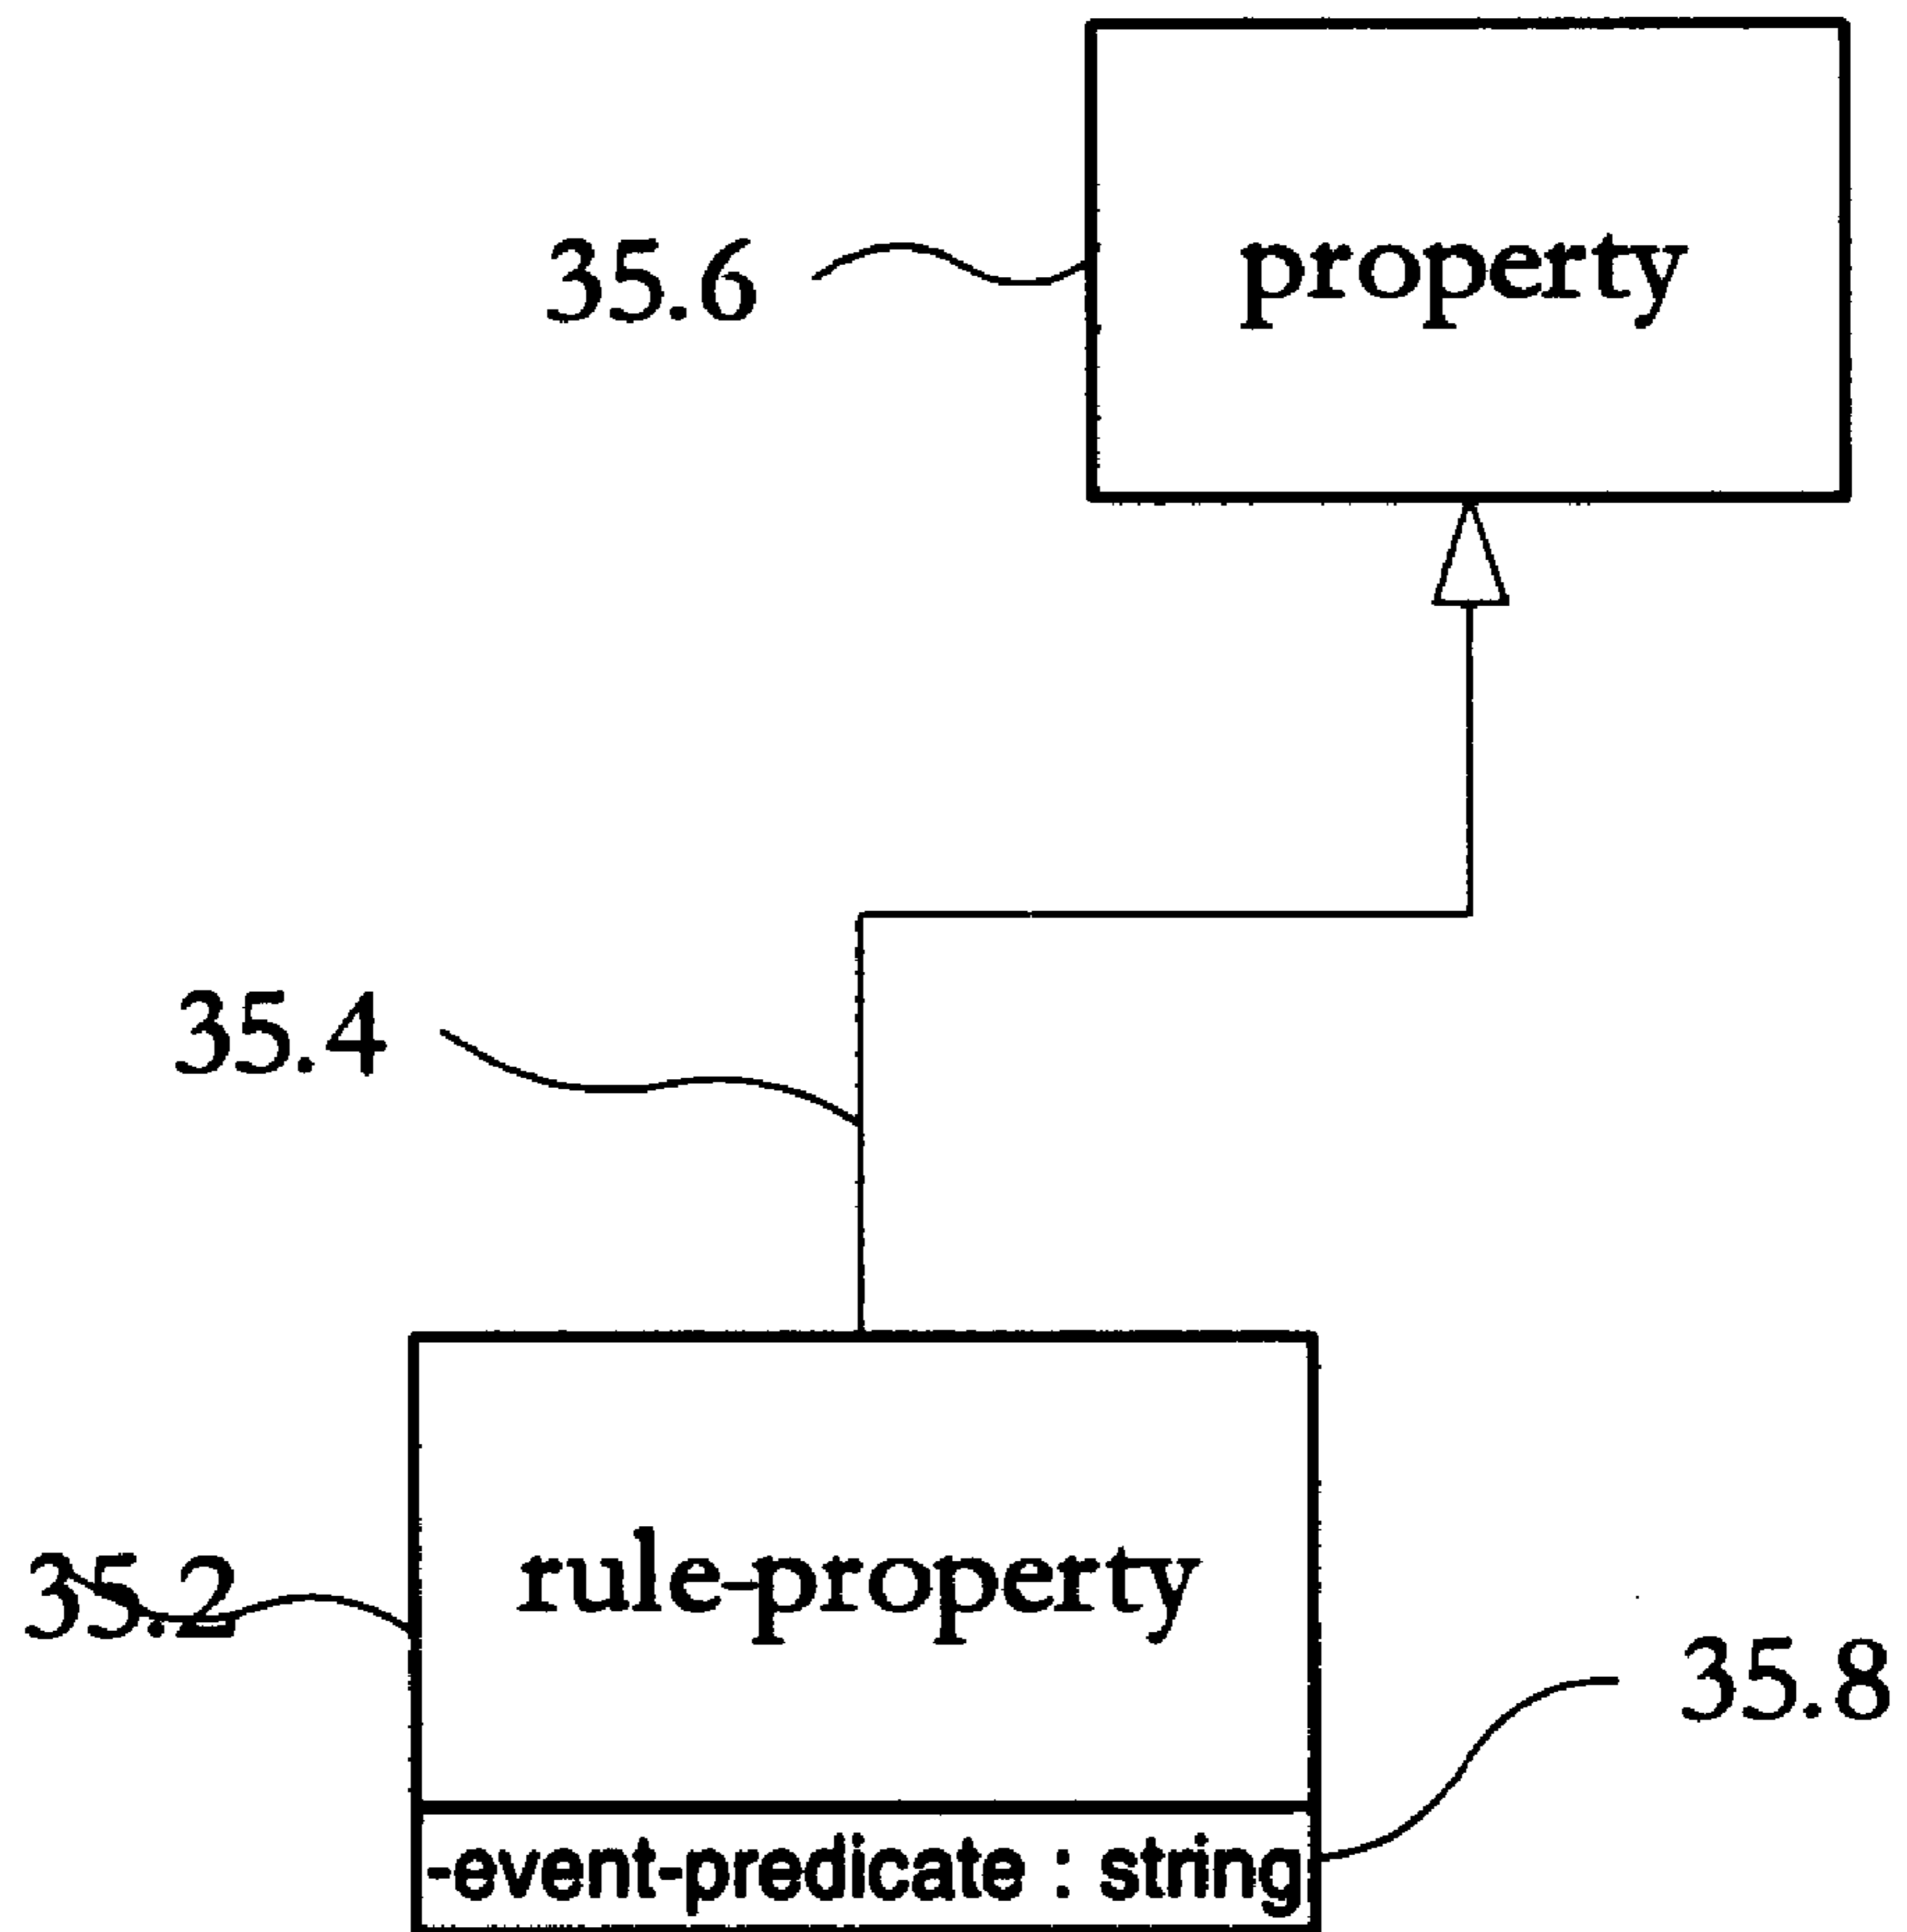 property
35.6
35.4
rule-property
35.2
35.8
-event-predicate : string